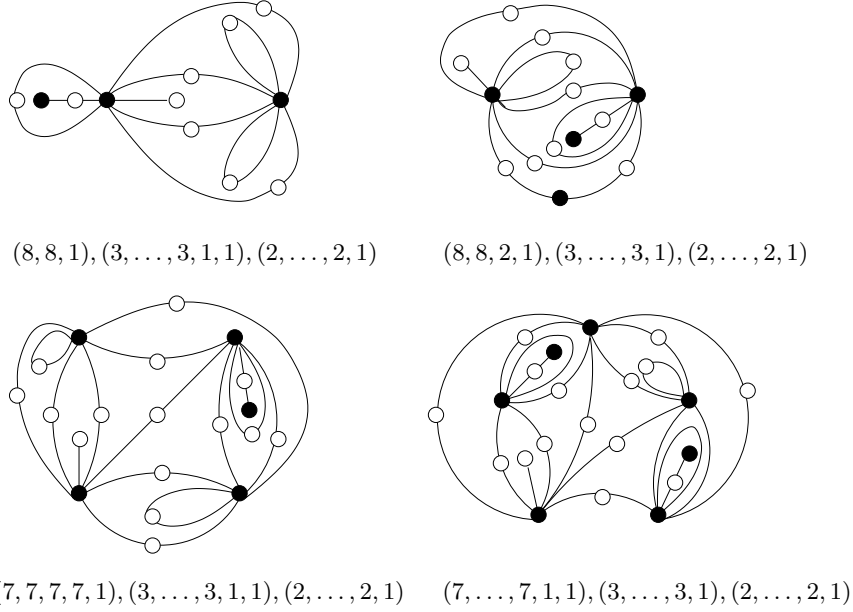 (8, 8, 1), (3, . . . , 3, 1, 1), (2, . . . , 2, 1)
(8, 8, 2, 1), (3, . . . , 3, 1), (2, . . . , 2, 1)
7, 7, 7, 7, 1), (3, . . . , 3, 1, 1), (2, . . . , 2, 1)
(7, . . . , 7, 1, 1), (3, . . . , 3, 1), (2, . . . , 2, 1)